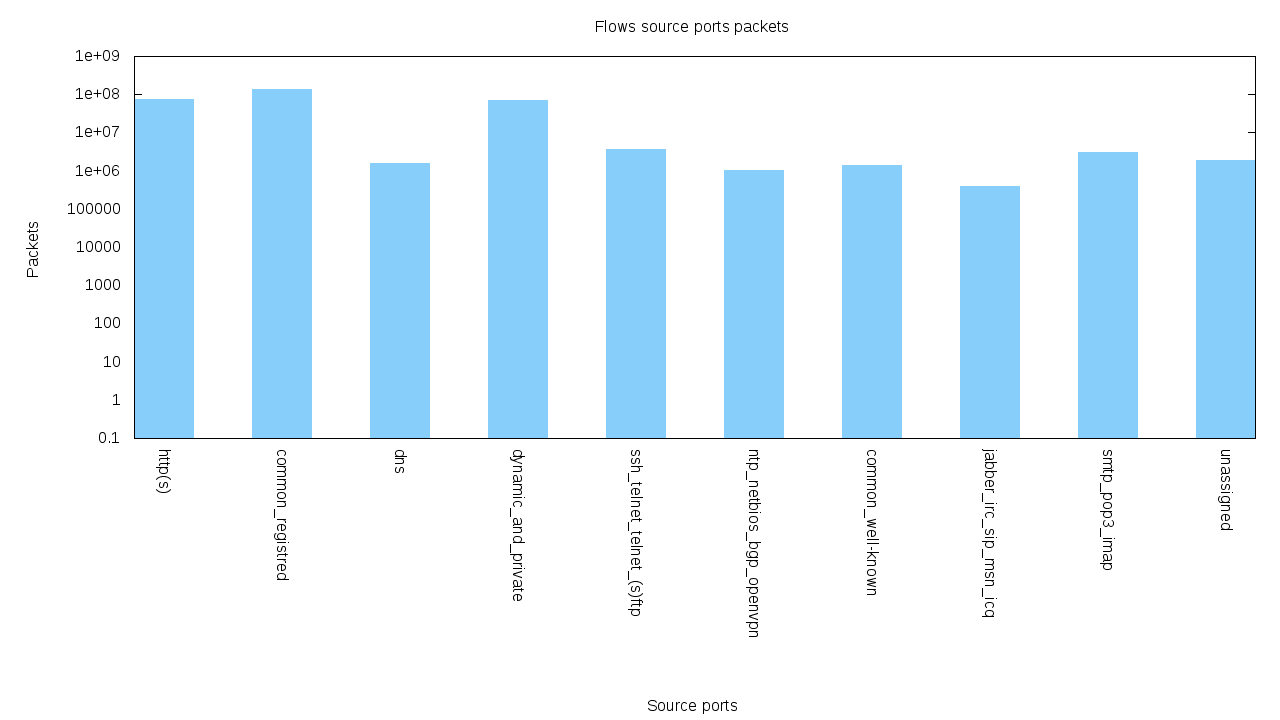 Flows source ports packets
1e+09
1e+08
1e+07
1e+06
100000
10000
1000
100
10
1
0.1
Packets
http(s)
common_registred
dns
dynamic_and_private
ssh_telnet_telnet_(s)ftp
ntp_netbios_bgp_openvpn
common_well-known
jabber_irc_sip_msn_icq
smtp_pop3_imap
unassigned
Source ports